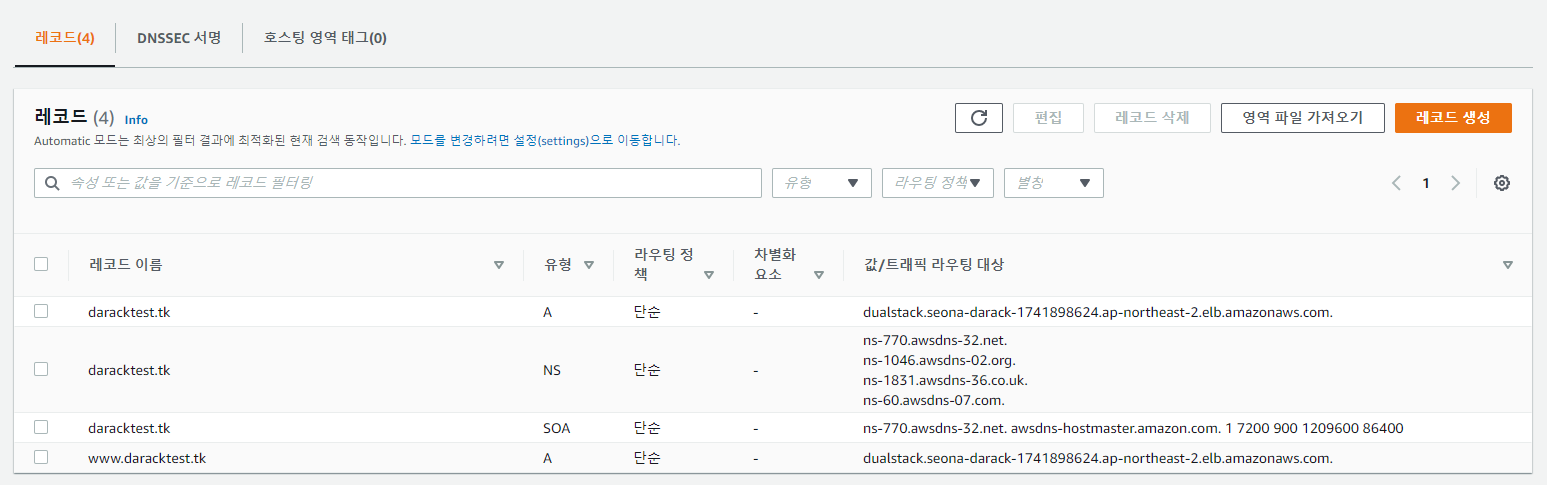 레코드(4)
DNSSEC 서명
호스팅 영역 태그(0)
레코드 (4) Info
편집
레코드 삭제
영역 파일 가져오기
레코드 생성
Automatic 모드는 최상의 필터 결과에 최적화된 현재 검색 동작입니다. 모드를 변경하려면 설정(settings)으로 이동합니다.
속성 또는 값을 기준으로 레코드 필터링
유형
라우팅 정책
별칭
1
레코드 이름
유형
라우팅 정
책
차별화
요소
값/트래픽 라우팅 대상
daracktest.tk A 단순 - dualstack.seona-darack-1741898624.ap-northeast-2.elb.amazonaws.com.
daracktest.tk NS 단순 - ns-770.awsdns-32.net.
ns-1046.awsdns-02.org.
ns-1831.awsdns-36.co.uk.
ns-60.awsdns-07.com.
daracktest.tk SOA 단순 - ns-770.awsdns-32.net. awsdns-hostmaster.amazon.com. 1 7200 900 1209600 86400
www.daracktest.tk A 단순 - dualstack.seona-darack-1741898624.ap-northeast-2.elb.amazonaws.com.